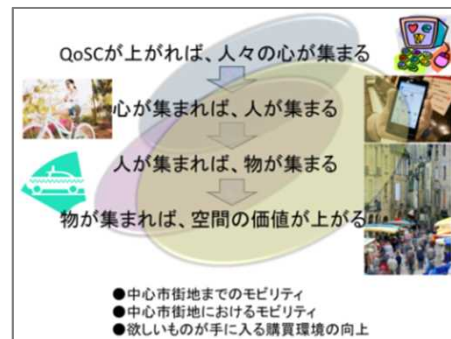 QoSCが上がれば、人々の心が集まる
心が集まれば、人が集まる
人が集まれば、物が集まる
物が集まれば、空間の価値が上がる
●中心市街地までのモビリティ
●中心市街地におけるモビリティ
●欲しいものが手に入る購買環境の向上